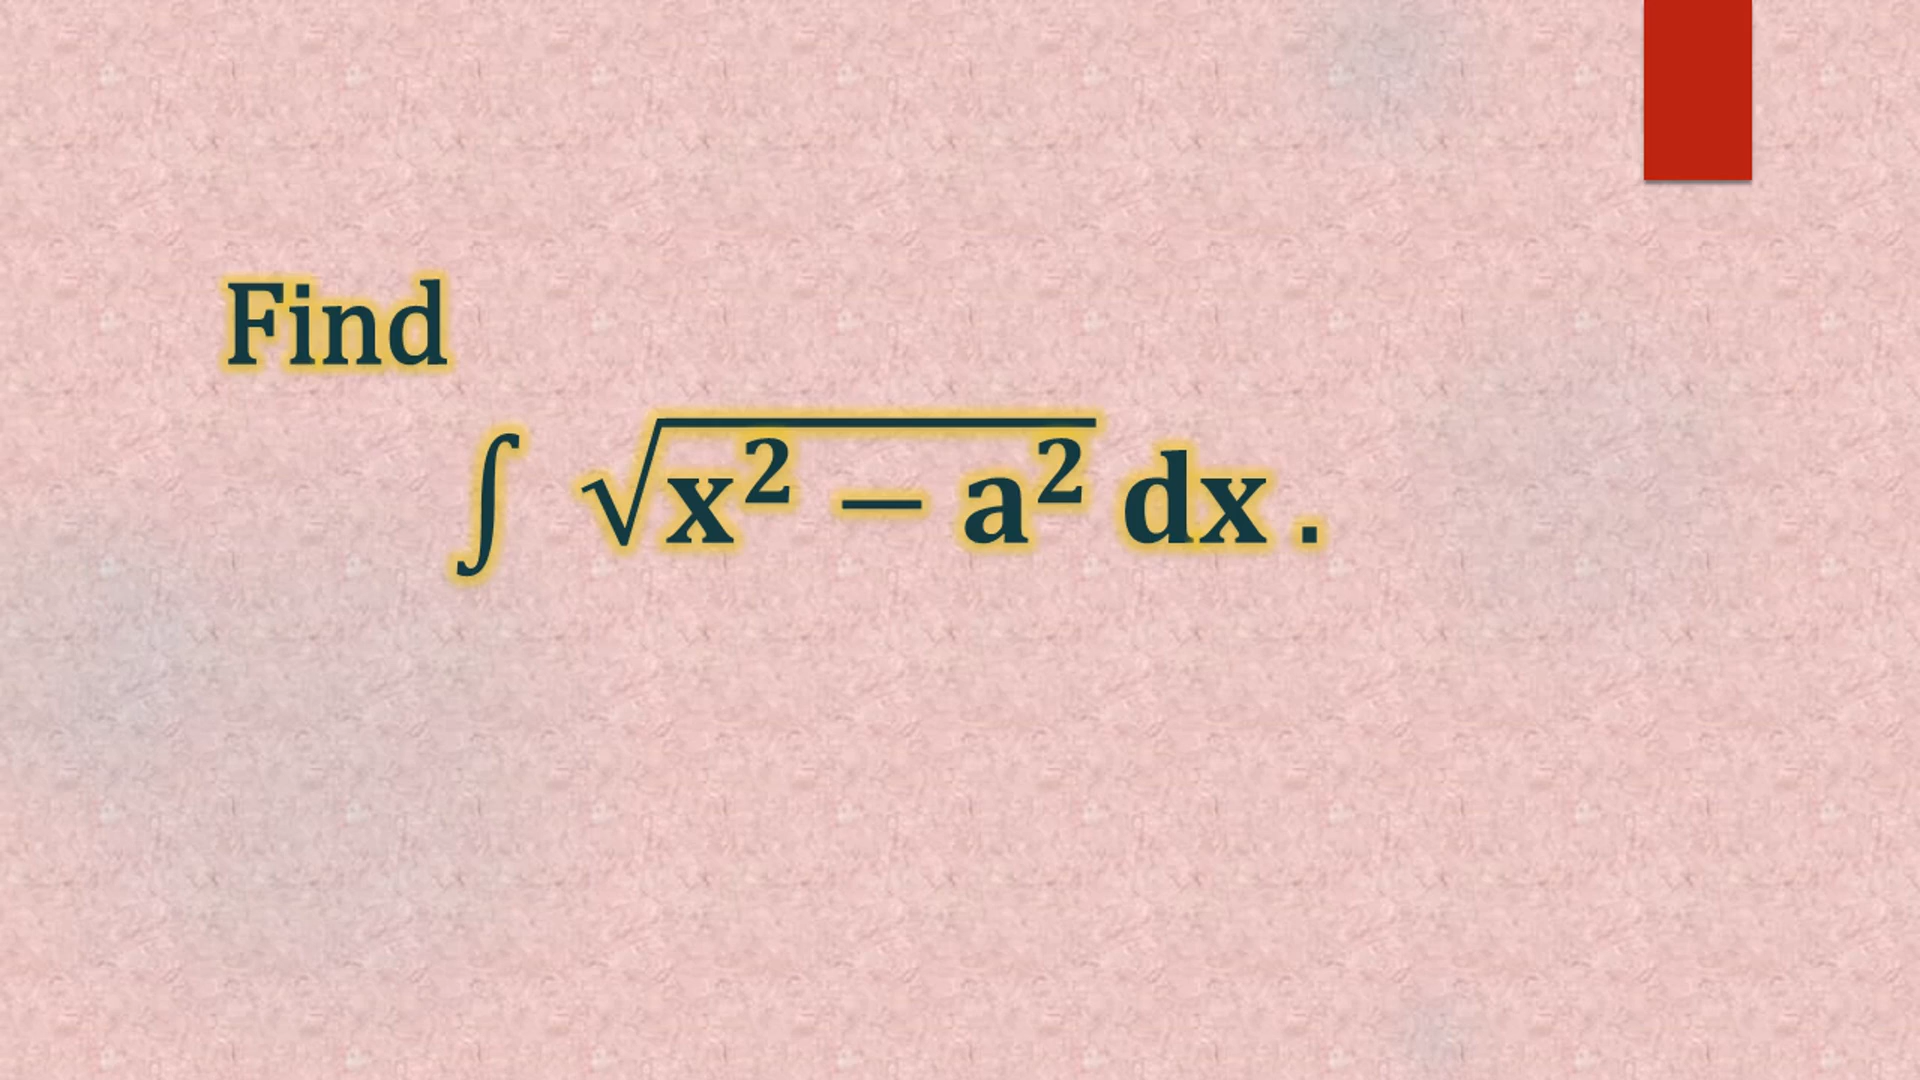 Find
∫ √x² − a² dx .